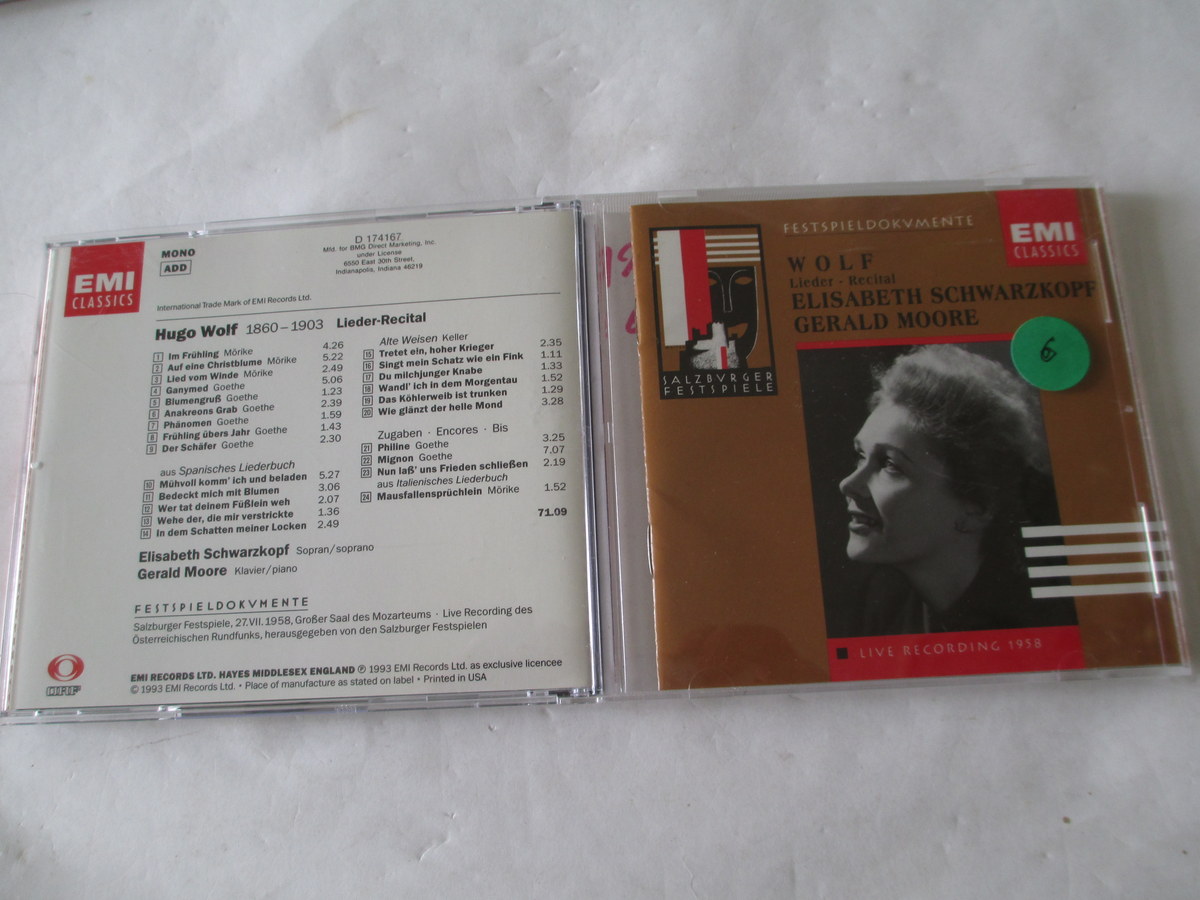 EMI
CLASSICS
MONO
ADD
D 174167
Mfd. for BMG Direct Marketing, Inc.
under License
6550 East 30th Street,
Indianapolis, Indiana 46219
International Trade Mark of EMI Records Ltd.
Hugo Wolf 1860–1903 Lieder-Recital
1 Im Frühling Mörike 4.26
2 Auf eine Christblume Mörike 5.22
3 Lied vom Winde Mörike 2.49
4 Ganymed Goethe 5.06
5 Blumengruß Goethe 1.23
6 Anakreons Grab Goethe 2.39
7 Phänomen Goethe 1.59
8 Frühling übers Jahr Goethe 1.43
9 Der Schäfer Goethe 2.30
aus Spanisches Liederbuch
10 Mühvoll komm' ich und beladen 5.27
11 Bedeckt mich mit Blumen 3.06
12 Wer tat deinem Füßlein weh 2.07
13 Wehe der, die mir verstrickte 1.36
14 In dem Schatten meiner Locken 2.49
Alte Weisen Keller
15 Tretet ein, hoher Krieger 2.35
16 Singt mein Schatz wie ein Fink 1.11
17 Du milchjunger Knabe 1.33
18 Wandl' ich in dem Morgentau 1.52
19 Das Köhlerweib ist trunken 1.29
20 Wie glänzt der helle Mond 3.28
Zugaben · Encores · Bis
21 Philine Goethe 3.25
22 Mignon Goethe 7.07
23 Nun laß' uns Frieden schließen 2.19
aus Italienisches Liederbuch
24 Mausfallensprüchlein Mörike 1.52
71.09
Elisabeth Schwarzkopf Sopran/soprano
Gerald Moore Klavier/piano
FESTSPIELDOKVMENTE
Salzburger Festspiele, 27.VII. 1958, Großer Saal des Mozarteums · Live Recording des
Österreichischen Rundfunks, herausgegeben von den Salzburger Festspielen
ORF
EMI RECORDS LTD. HAYES MIDDLESEX ENGLAND ℗ 1993 EMI Records Ltd. as exclusive licencee
© 1993 EMI Records Ltd. • Place of manufacture as stated on label • Printed in USA
FESTSPIELDOKVMENTE
EMI
CLASSICS
WOLF
Lieder - Recital
ELISABETH SCHWARZKOPF
GERALD MOORE
6
SALZBVRGER
FESTSPIELE
LIVE RECORDING 1958